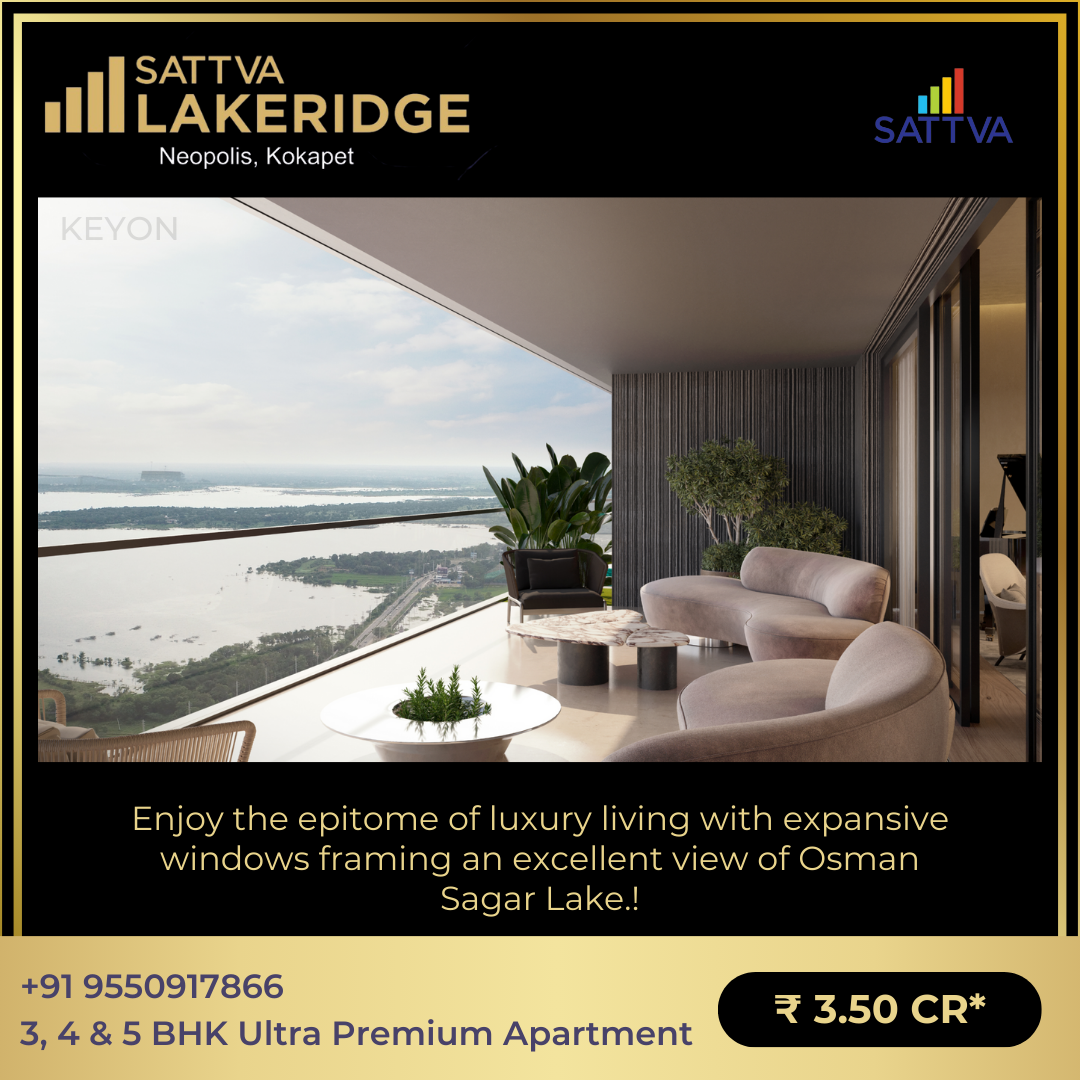 SATTVA
LAKERIDGE
Neopolis, Kokapet
SATTVA
KEYON
Enjoy the epitome of luxury living with expansive
windows framing an excellent view of Osman
Sagar Lake.!
+91 9550917866
3, 4 & 5 BHK Ultra Premium Apartment
₹ 3.50 CR*